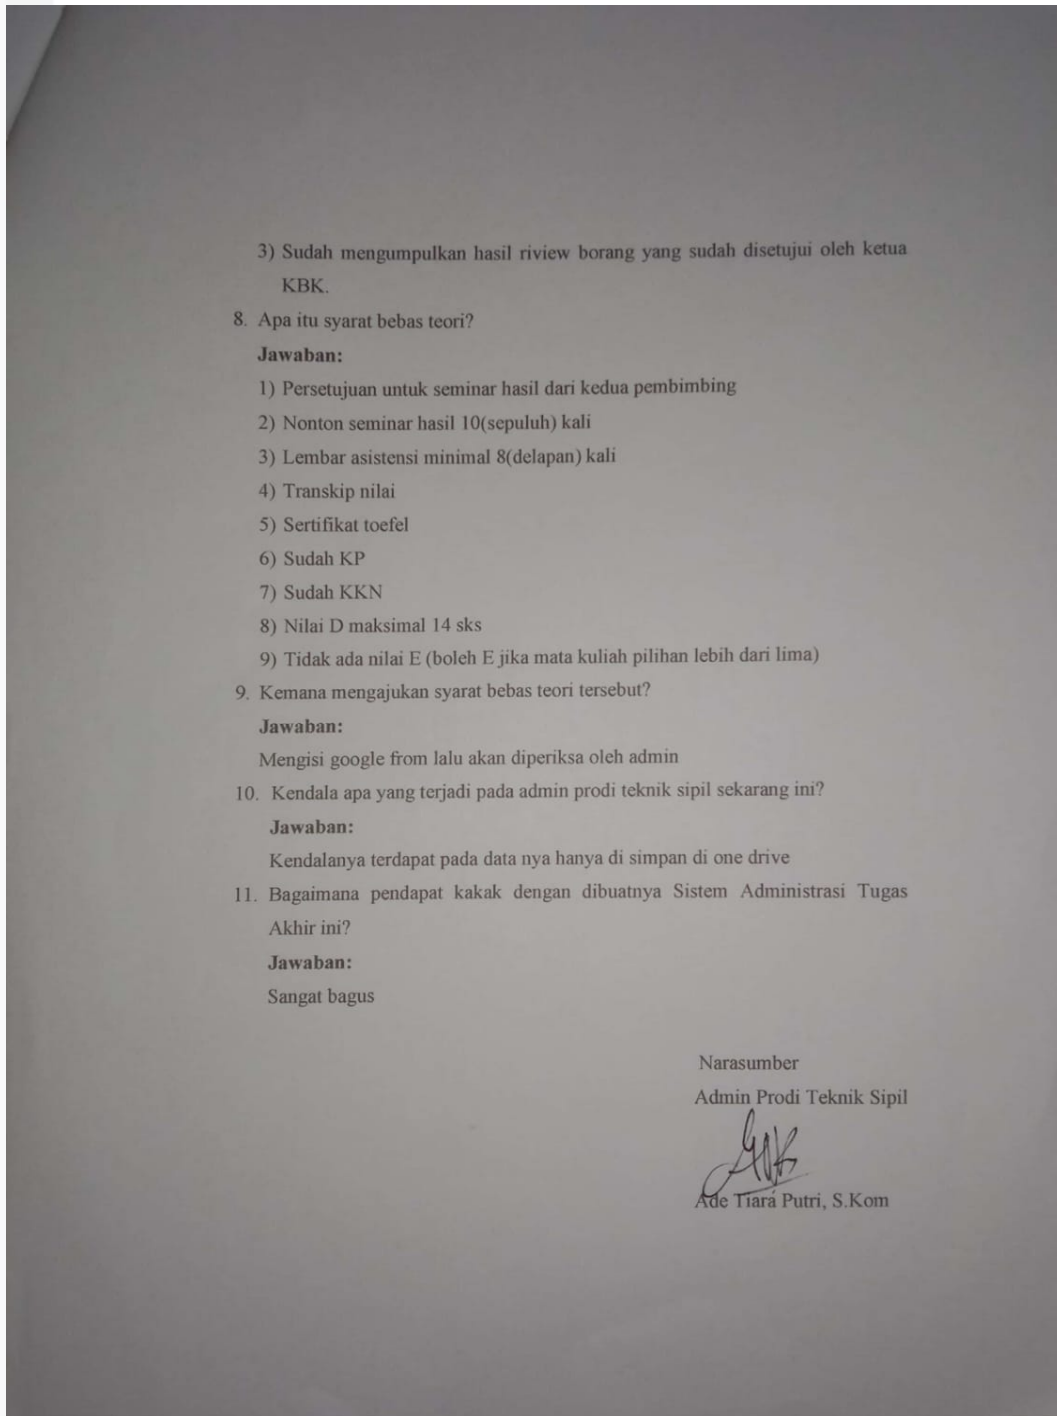 3) Sudah mengumpulkan hasil riview borang yang sudah disetujui oleh ketua
KBK.
8. Apa itu syarat bebas teori?
Jawaban:
1) Persetujuan untuk seminar hasil dari kedua pembimbing
2) Nonton seminar hasil 10(sepuluh) kali
3) Lembar asistensi minimal 8(delapan) kali
4) Transkip nilai
5) Sertifikat toefel
6) Sudah KP
7) Sudah KKN
8) Nilai D maksimal 14 sks
9) Tidak ada nilai E (boleh E jika mata kuliah pilihan lebih dari lima)
9. Kemana mengajukan syarat bebas teori tersebut?
Jawaban:
Mengisi google from lalu akan diperiksa oleh admin
10. Kendala apa yang terjadi pada admin prodi teknik sipil sekarang ini?
Jawaban:
Kendalanya terdapat pada data nya hanya di simpan di one drive
11. Bagaimana pendapat kakak dengan dibuatnya Sistem Administrasi Tugas
Akhir ini?
Jawaban:
Sangat bagus
Narasumber
Admin Prodi Teknik Sipil
Ade Tiara Putri, S.Kom